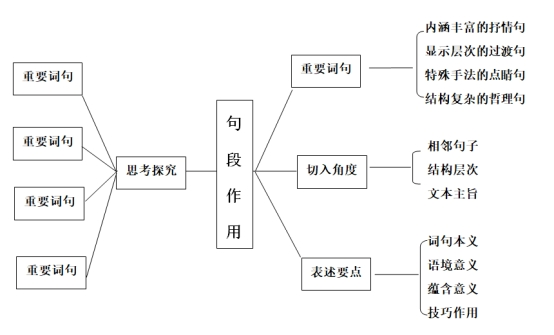 重要词句
重要词句
重要词句
重要词句
思考探究
句段作用
重要词句
内涵丰富的抒情句
显示层次的过渡句
特殊手法的点睛句
结构复杂的哲理句
切入角度
相邻句子
结构层次
文本主旨
表述要点
词句本义
语境意义
蕴含意义
技巧作用